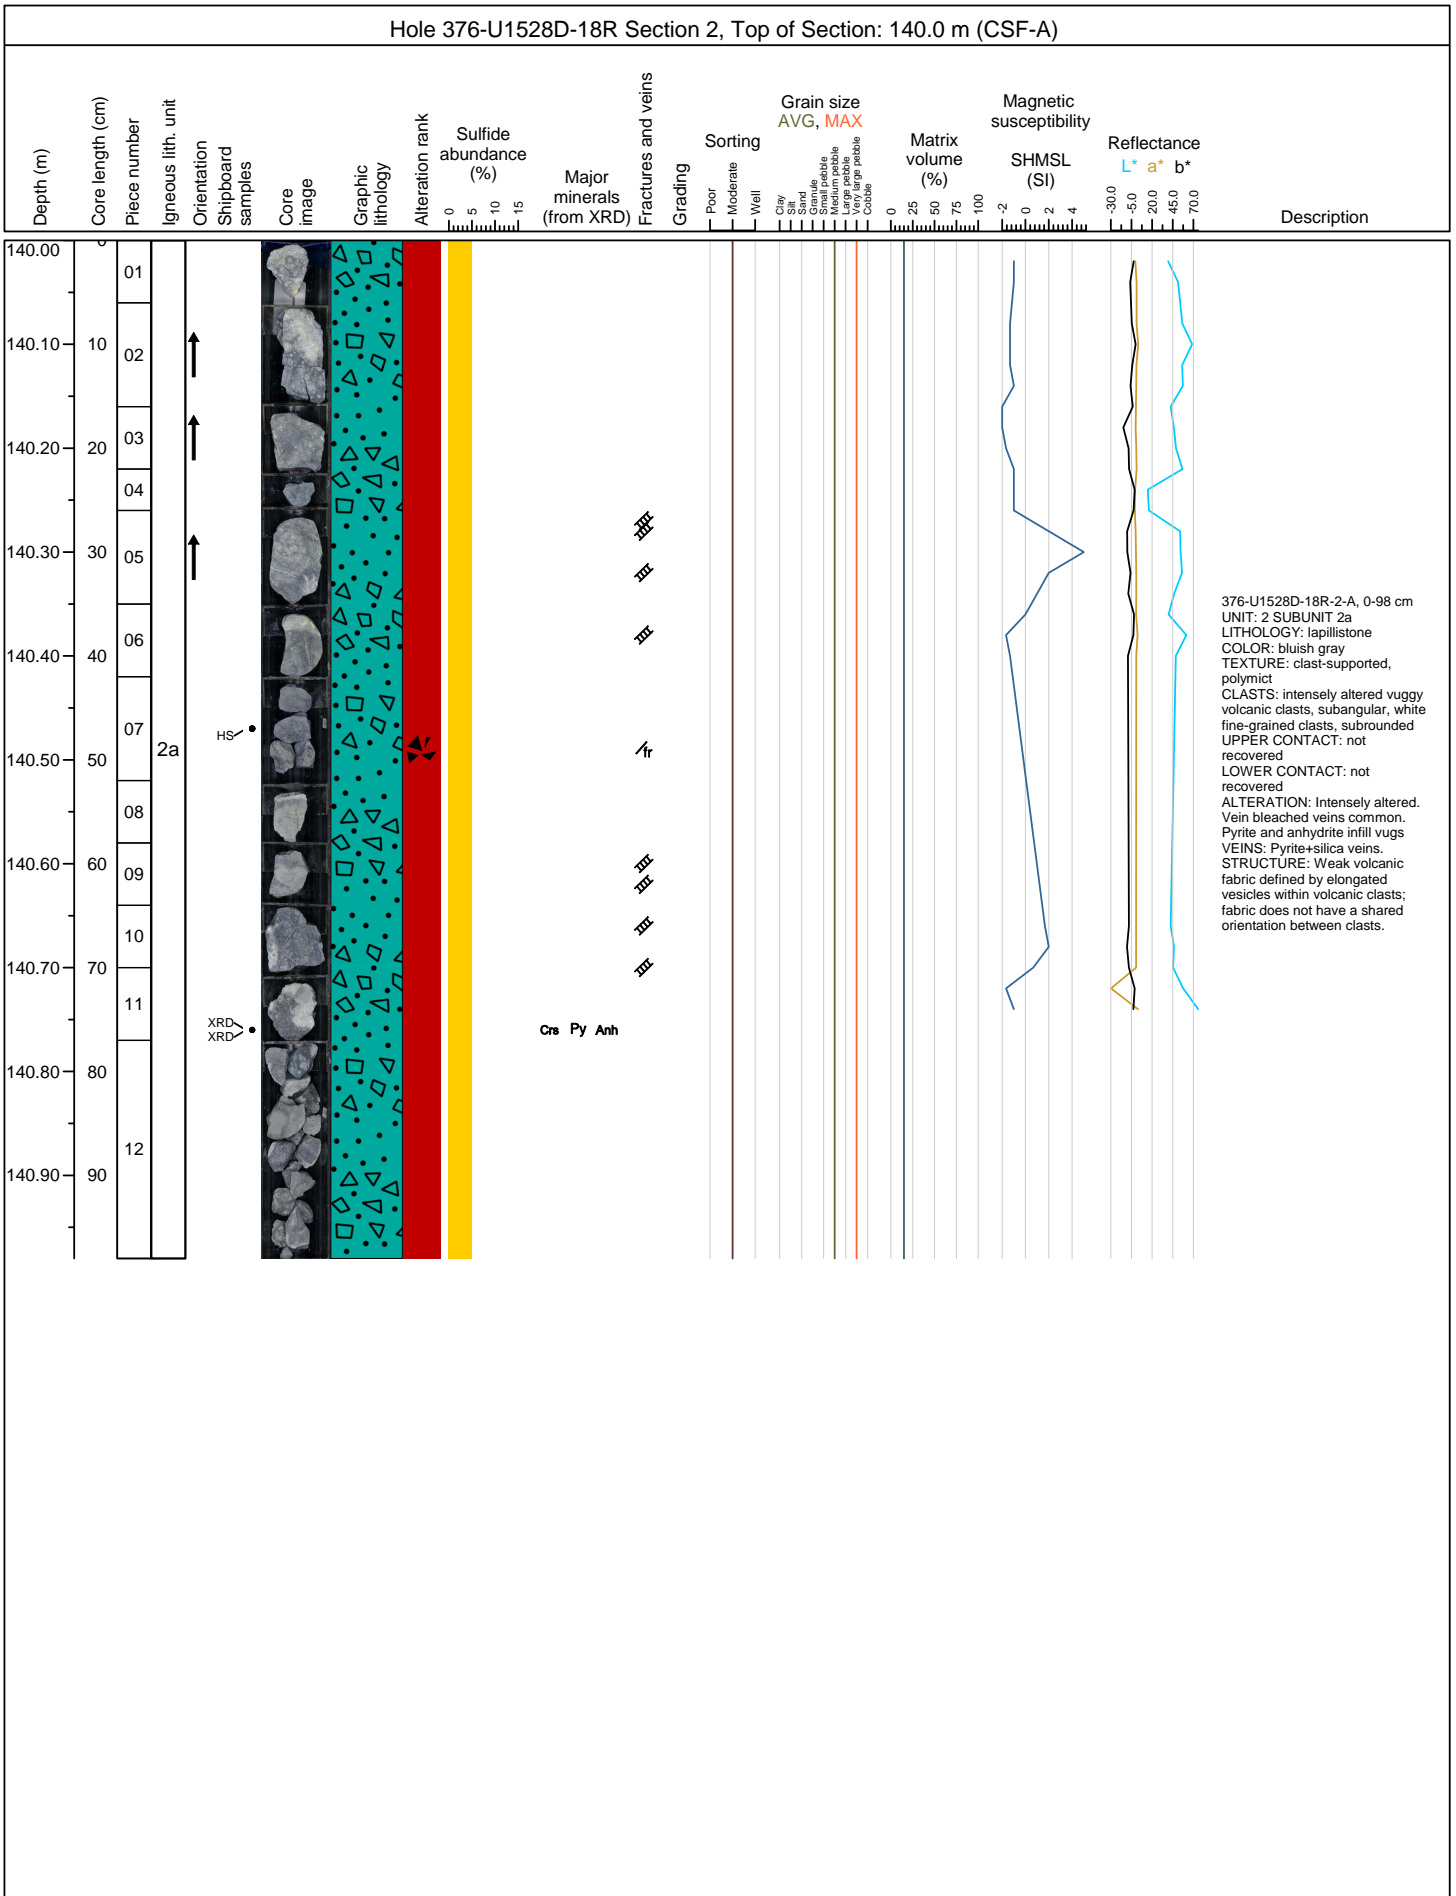 Hole 376-U1528D-18R Section 2, Top of Section: 140.0 m (CSF-A)
Depth (m)
Core length (cm)
Piece number
Igneous lith. unit
Orientation
Shipboard
samples
Core
image
Graphic
lithology
Alteration rank
Sulfide
abundance
(%)
0 5 10 15
Major
minerals
(from XRD)
Fractures and veins
Grading
Sorting
Poor
Moderate
Well
Grain size
AVG, MAX
Clay
Silt
Sand
Granule
Small pebble
Medium pebble
Large pebble
Very large pebble
Cobble
Matrix
volume
(%)
0 25 50 75 100
Magnetic
susceptibility
SHMSL
(SI)
-2 0 2 4
Reflectance
L* a* b*
-30.0 -5.0 20.0 45.0 70.0
Description
140.00 0
01
140.10 10
02
03
140.20 20
04
140.30 30
05
06
140.40 40
07
HS
2a
fr
140.50 50
08
140.60 60
09
10
140.70 70
11
XRD
XRD
Crs Py Anh
140.80 80
12
140.90 90
376-U1528D-18R-2-A, 0-98 cm
UNIT: 2 SUBUNIT 2a
LITHOLOGY: lapillistone
COLOR: bluish gray
TEXTURE: clast-supported,
polymict
CLASTS: intensely altered vuggy
volcanic clasts, subangular, white
fine-grained clasts, subrounded
UPPER CONTACT: not
recovered
LOWER CONTACT: not
recovered
ALTERATION: Intensely altered.
Vein bleached veins common.
Pyrite and anhydrite infill vugs
VEINS: Pyrite+silica veins.
STRUCTURE: Weak volcanic
fabric defined by elongated
vesicles within volcanic clasts;
fabric does not have a shared
orientation between clasts.